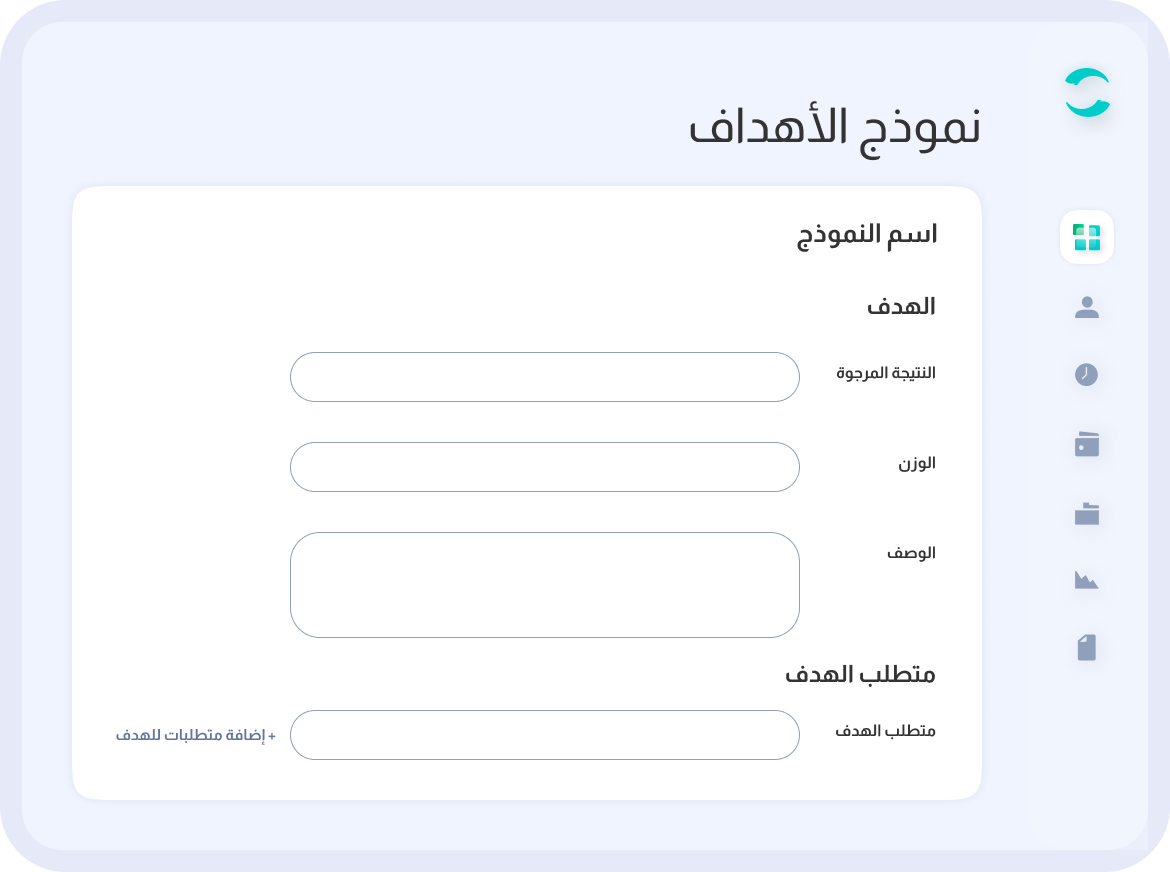 نموذج الأهداف
اسم النموذج
الهدف
النتيجة المرجوة
الوزن
الوصف
متطلب الهدف
متطلب الهدف
+ إضافة متطلبات للهدف